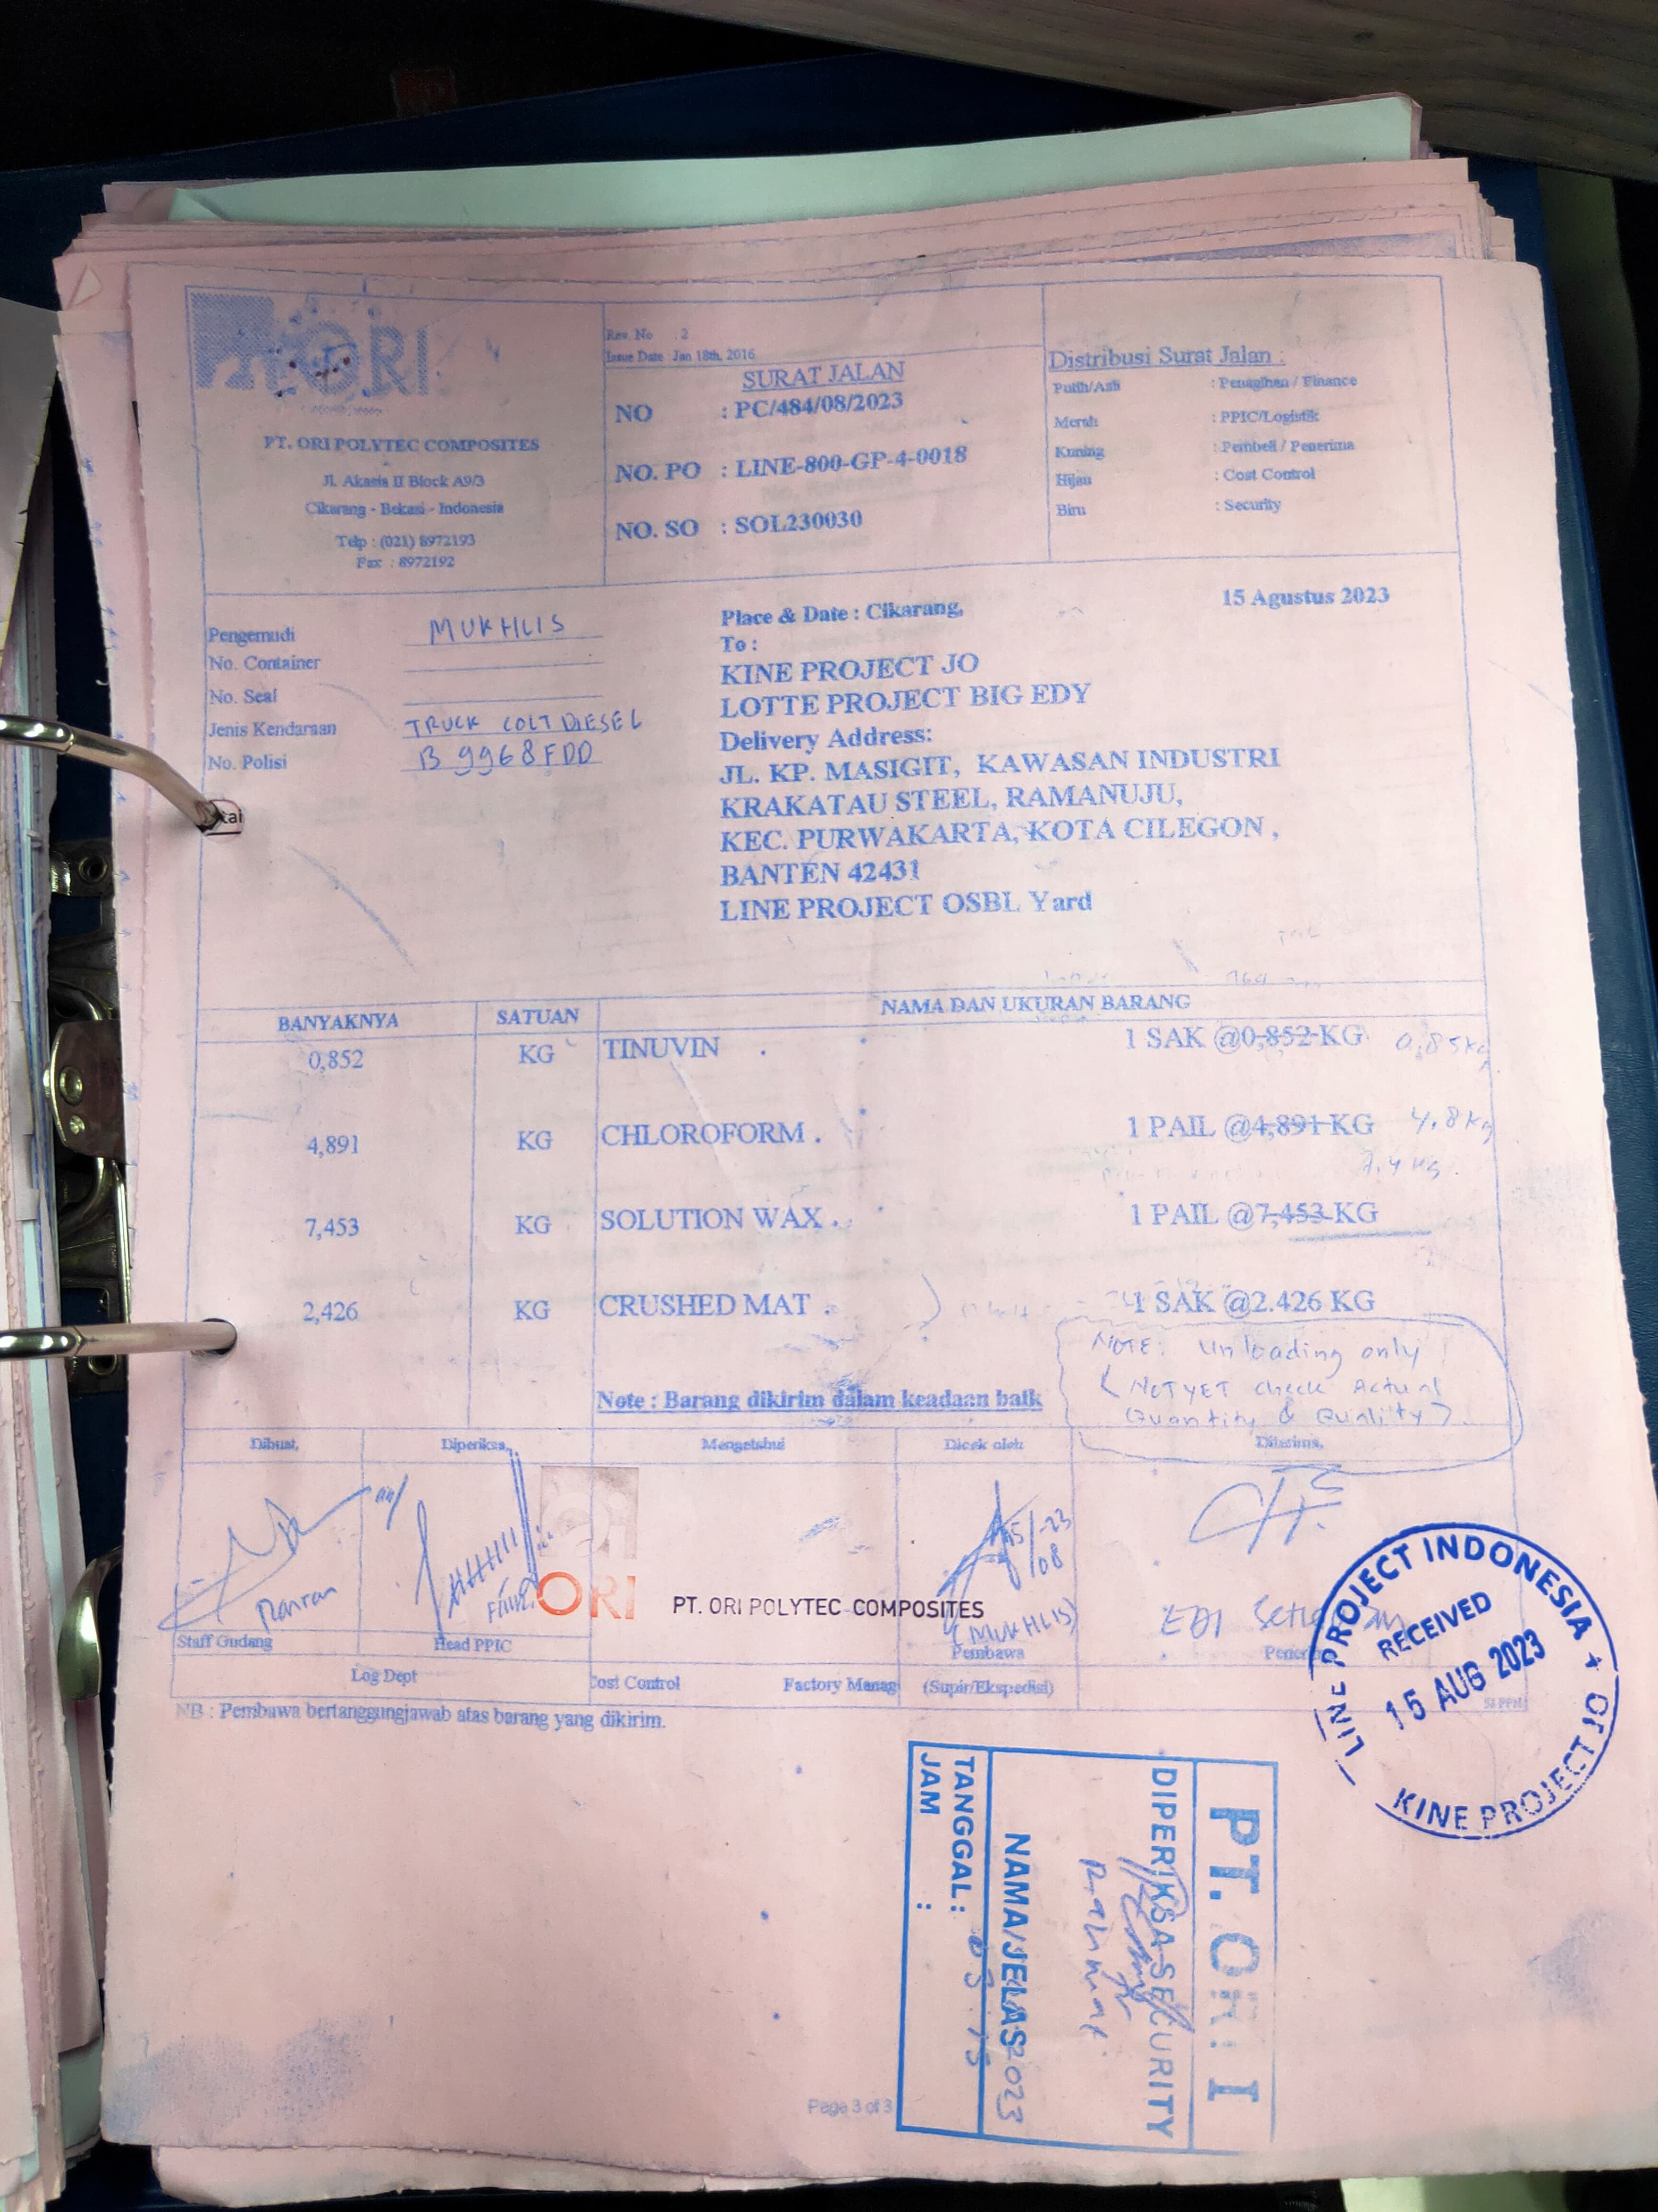 ORI
PT. ORI POLYTEC COMPOSITES
Jl. Akasia II Block A9/3
Cikarang - Bekasi - Indonesia
Telp : (021) 8972193
Fax : 8972192
Rev. No : 2
Issue Date Jan 18th, 2016
SURAT JALAN
NO : PC/484/08/2023
NO. PO : LINE-800-GP-4-0018
NO. SO : SOL230030
Distribusi Surat Jalan :
Putih/Asli : Penagihan / Finance
Merah : PPIC/Logistik
Kuning : Pembeli / Penerima
Hijau : Cost Control
Biru : Security
Pengemudi MUKHLIS
No. Container
No. Seal
Jenis Kendaraan TRUCK COLT DIESEL
No. Polisi B 9968 FDD
tai
Place & Date : Cikarang, 15 Agustus 2023
To :
KINE PROJECT JO
LOTTE PROJECT BIG EDY
Delivery Address:
JL. KP. MASIGIT, KAWASAN INDUSTRI
KRAKATAU STEEL, RAMANUJU,
KEC. PURWAKARTA, KOTA CILEGON ,
BANTEN 42431
LINE PROJECT OSBL Yard
BANYAKNYA SATUAN NAMA DAN UKURAN BARANG
0,852 KG TINUVIN . 1 SAK @0,852 KG 0,85 Kg
4,891 KG CHLOROFORM . 1 PAIL @4,891 KG 4,8 Kg
7.4 KG.
7,453 KG SOLUTION WAX . 1 PAIL @7,453 KG
2,426 KG CRUSHED MAT . 1 SAK @2.426 KG
NOTE: Unloading only
(NOT YET check Actual
Quantity & Quality).
Note : Barang dikirim dalam keadaan baik
Dibuat, Diperiksa, Mengetahui Dicek oleh Diterima,
15/-23
08
ORI PT. ORI POLYTEC COMPOSITES
(MUKHLIS)
EDI
Staff Gudang Head PPIC Pembawa
Log Dept Cost Control Factory Manag (Supir/Ekspedisi)
NB : Pembawa bertanggungjawab atas barang yang dikirim.
LINE PROJECT INDONESIA + KINE PROJECT JO
RECEIVED
15 AUG 2023
PT. ORI
DIPERIKSA SECURITY
Rahmat
NAMA/JELAS 2023
TANGGAL :
JAM :
Page 3 of 3